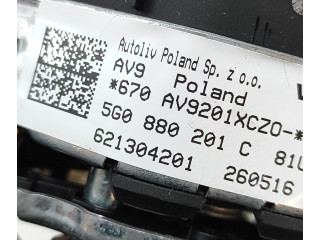 Autoliv Poland Sp. z o.o.
AV9 Poland
*670 AV9201XCZO-*
5G0 880 201 C 81U
621304201 260516